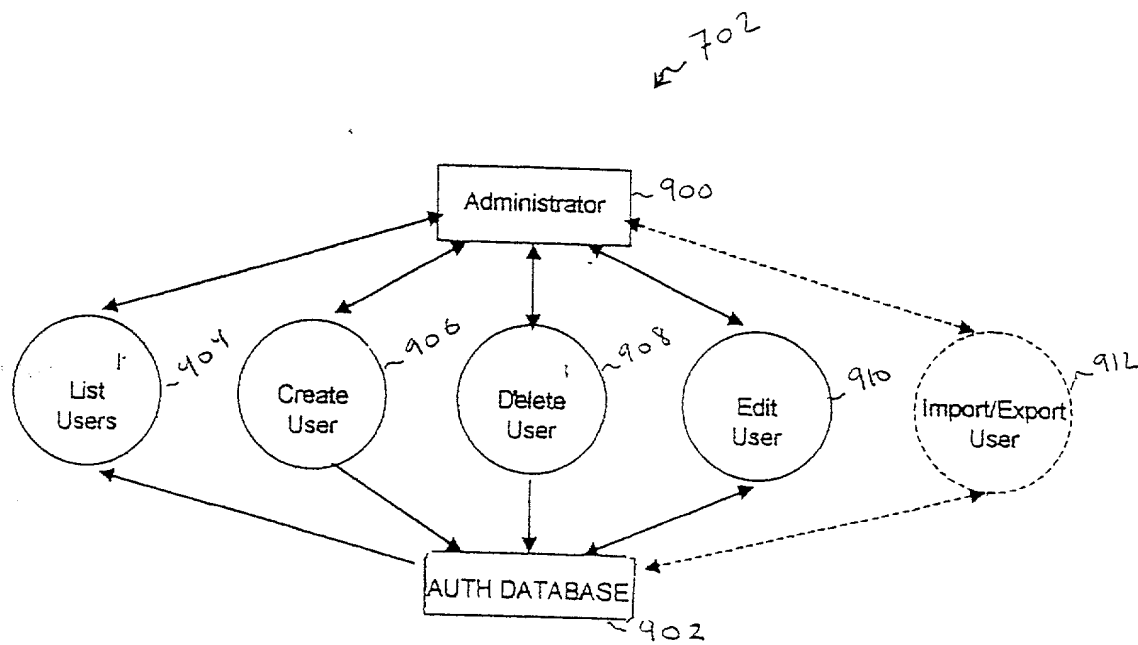 702
Administrator
900
List
Users
904
Create
User
906
Delete
User
908
Edit
User
910
Import/Export
User
912
AUTH DATABASE
902